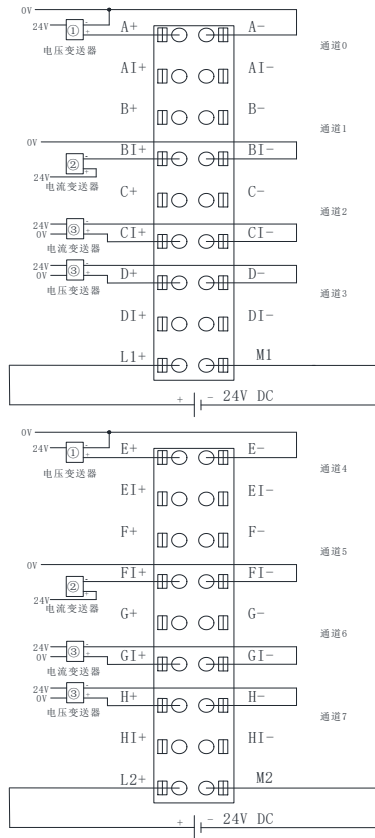 0V
24V ① - + A+ A- 通道0
电压变送器
AI+ AI-
B+ B- 通道1
0V
② - + BI+ BI-
24V
电流变送器
C+ C- 通道2
24V ③ -
0V + CI+ CI-
电流变送器
24V ③ -
0V + D+ D-
电压变送器 通道3
DI+ DI-
L1+ M1
+ - 24V DC
0V
24V ① - + E+ E- 通道4
电压变送器
EI+ EI-
F+ F- 通道5
0V
② - + FI+ FI-
24V
电流变送器
G+ G- 通道6
24V ③ -
0V + GI+ GI-
电流变送器
24V ③ -
0V + H+ H-
电压变送器 通道7
HI+ HI-
L2+ M2
+ - 24V DC